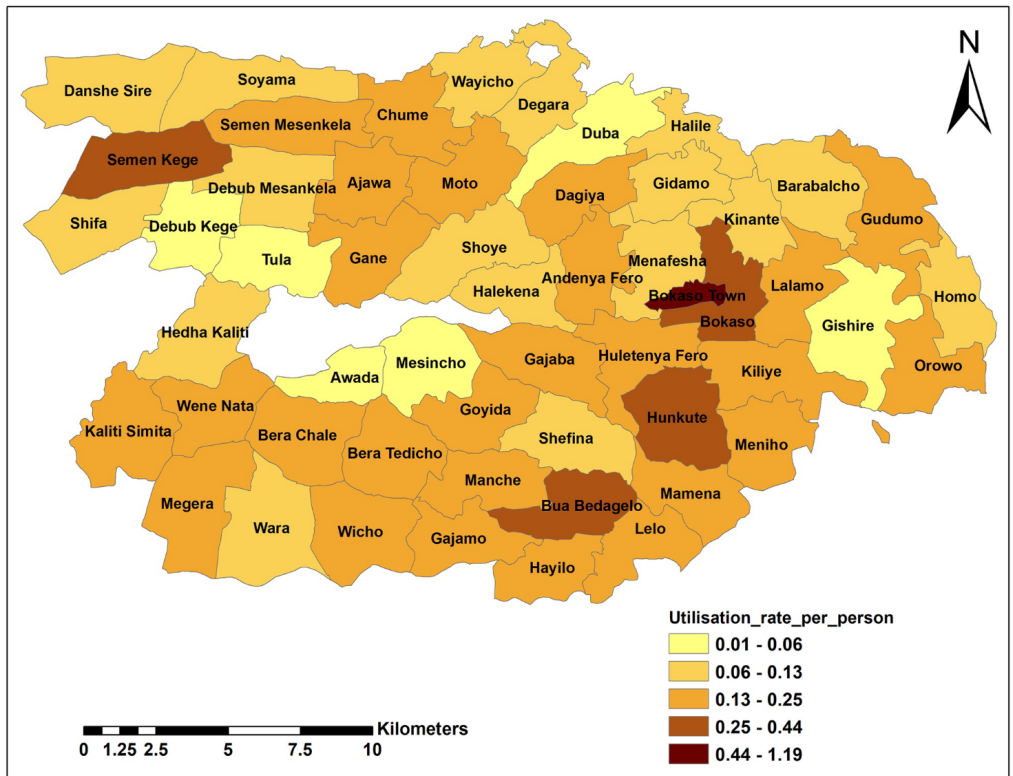 N
Danshe Sire
Soyama
Wayicho
Degara
Chume
Semen Mesenkela
Duba
Halile
Semen Kege
Debub Mesankela
Ajawa
Moto
Dagiya
Gidamo
Barabalcho
Shifa
Debub Kege
Kinante
Gudumo
Tula
Gane
Shoye
Menafesha
Halekena
Andenya Fero
Bokaso Town
Lalamo
Homo
Hedha Kaliti
Bokaso
Gishire
Awada
Mesincho
Gajaba
Huletenya Fero
Kiliye
Orowo
Wene Nata
Goyida
Hunkute
Kaliti Simita
Bera Chale
Shefina
Meniho
Bera Tedicho
Manche
Mamena
Megera
Bua Bedagelo
Wara
Wicho
Gajamo
Lelo
Hayilo
Utilisation_rate_per_person
0.01 - 0.06
0.06 - 0.13
0.13 - 0.25
0.25 - 0.44
0.44 - 1.19
Kilometers
0 1.25 2.5 5 7.5 10